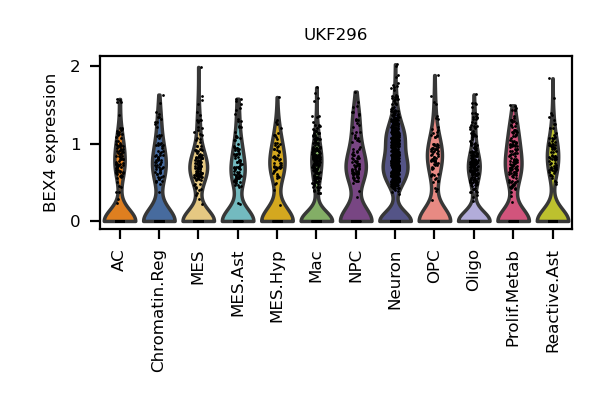 UKF296
BEX4 expression
2
1
0
AC
Chromatin.Reg
MES
MES.Ast
MES.Hyp
Mac
NPC
Neuron
OPC
Oligo
Prolif.Metab
Reactive.Ast